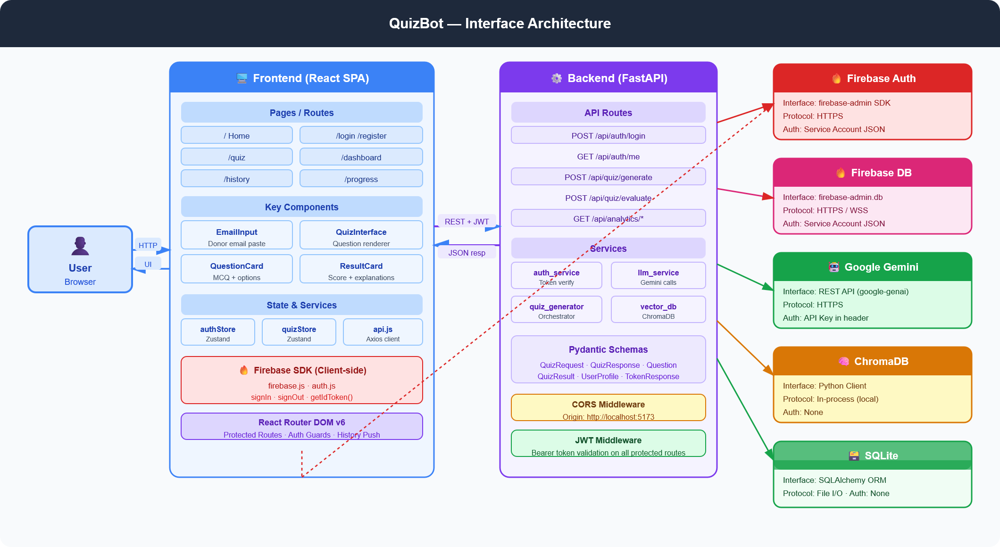 QuizBot — Interface Architecture
User
Browser
HTTP
UI
Frontend (React SPA)
Pages / Routes
/ Home
/login /register
/quiz
/dashboard
/history
/progress
Key Components
EmailInput
Donor email paste
QuizInterface
Question renderer
QuestionCard
MCQ + options
ResultCard
Score + explanations
State & Services
authStore
Zustand
quizStore
Zustand
api.js
Axios client
Firebase SDK (Client-side)
firebase.js · auth.js
signIn · signOut · getIdToken()
React Router DOM v6
Protected Routes · Auth Guards · History Push
REST + JWT
JSON resp
Backend (FastAPI)
API Routes
POST /api/auth/login
GET /api/auth/me
POST /api/quiz/generate
POST /api/quiz/evaluate
GET /api/analytics/*
Services
auth_service
Token verify
llm_service
Gemini calls
quiz_generator
Orchestrator
vector_db
ChromaDB
Pydantic Schemas
QuizRequest · QuizResponse · Question
QuizResult · UserProfile · TokenResponse
CORS Middleware
Origin: http://localhost:5173
JWT Middleware
Bearer token validation on all protected routes
Firebase Auth
Interface: firebase-admin SDK
Protocol: HTTPS
Auth: Service Account JSON
Firebase DB
Interface: firebase-admin.db
Protocol: HTTPS / WSS
Auth: Service Account JSON
Google Gemini
Interface: REST API (google-genai)
Protocol: HTTPS
Auth: API Key in header
ChromaDB
Interface: Python Client
Protocol: In-process (local)
Auth: None
SQLite
Interface: SQLAlchemy ORM
Protocol: File I/O · Auth: None